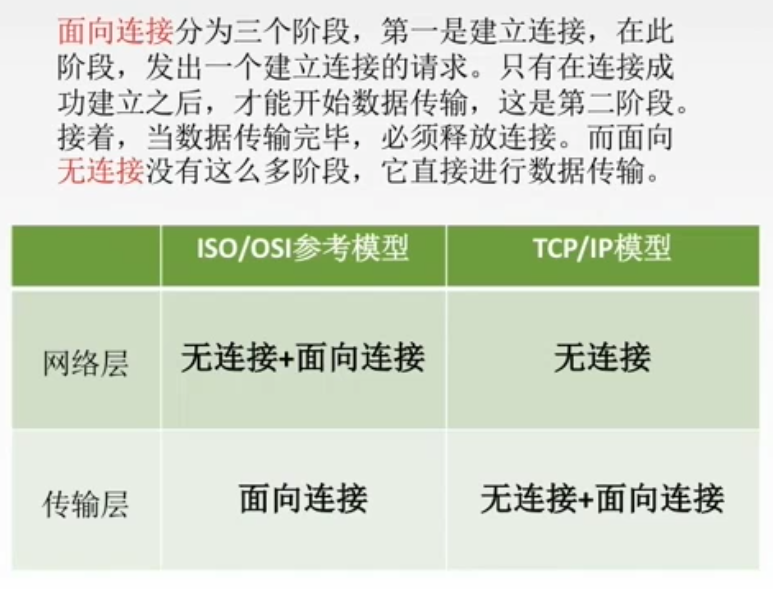 面向连接分为三个阶段，第一是建立连接，在此
阶段，发出一个建立连接的请求。只有在连接成
功建立之后，才能开始数据传输，这是第二阶段。
接着，当数据传输完毕，必须释放连接。而面向
无连接没有这么多阶段，它直接进行数据传输。
ISO/OSI参考模型 TCP/IP模型
网络层 无连接+面向连接 无连接
传输层 面向连接 无连接+面向连接